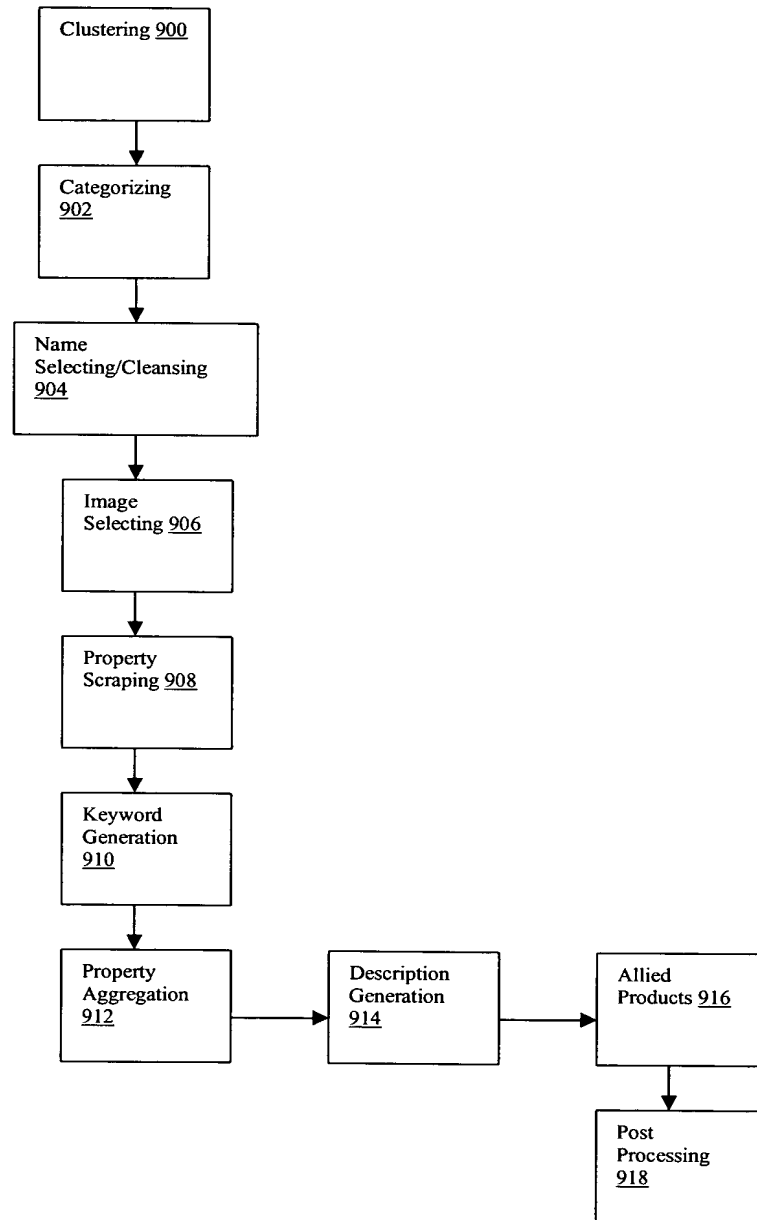 Clustering 900
Categorizing
902
Name
Selecting/Cleansing
904
Image
Selecting 906
Property
Scraping 908
Keyword
Generation
910
Property
Aggregation
912
Description
Generation
914
Allied
Products 916
Post
Processing
918